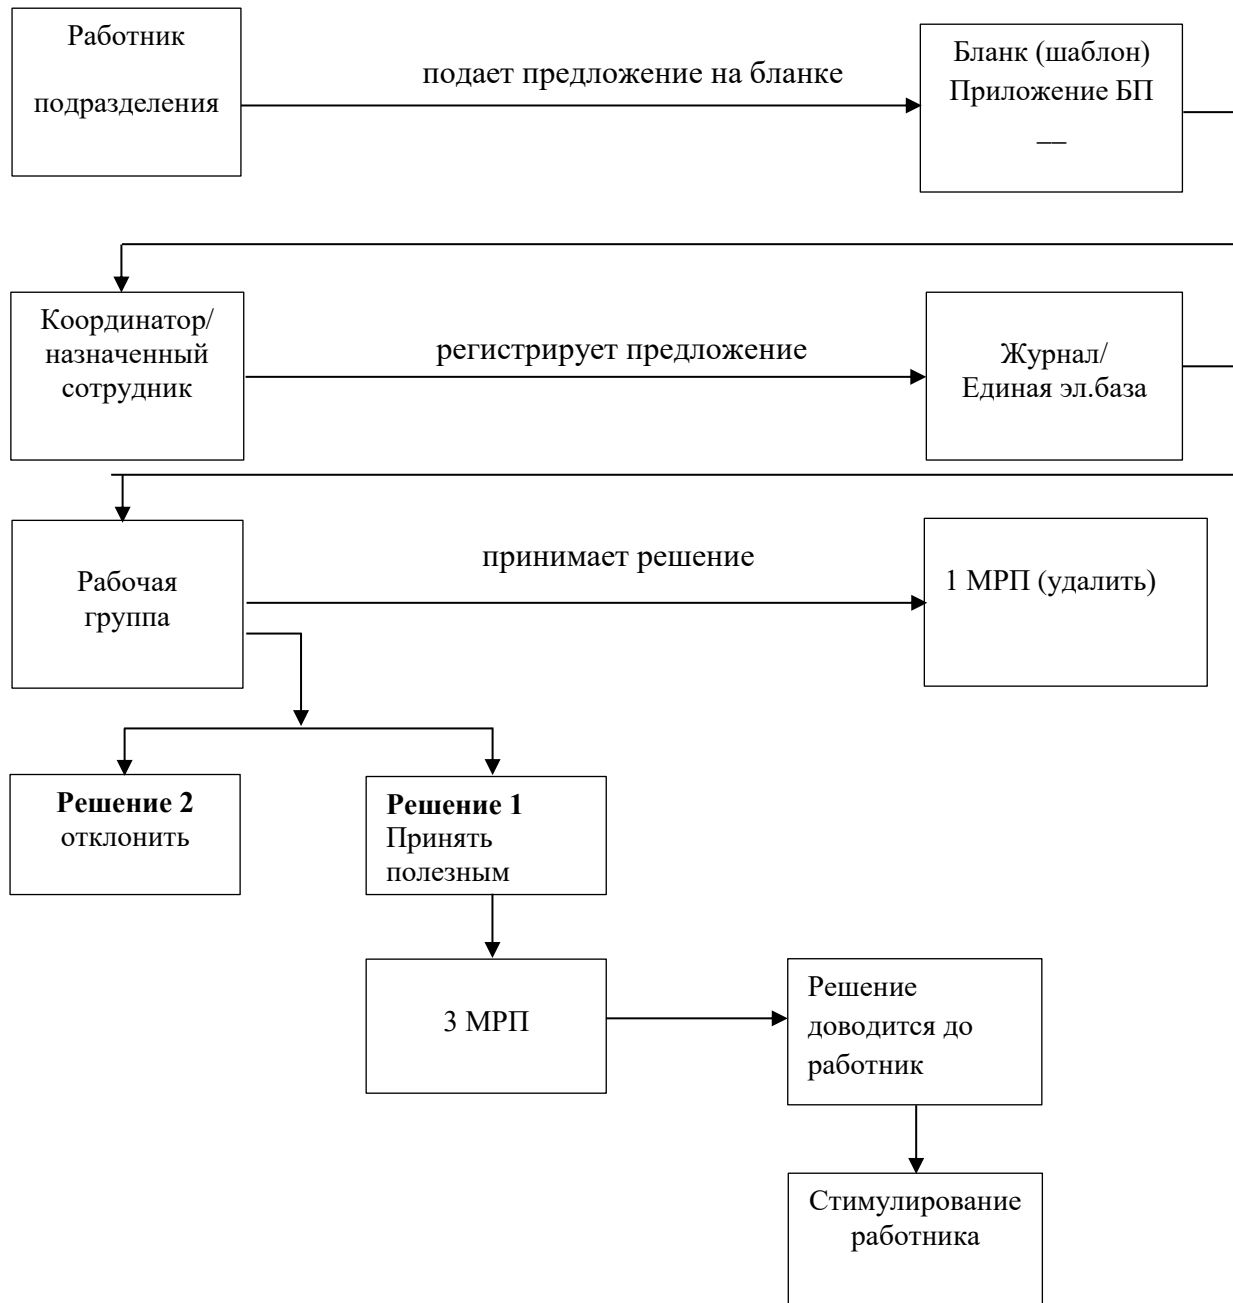 Работник
подразделения
подает предложение на бланке
Бланк (шаблон)
Приложение БП
__
Координатор/
назначенный
сотрудник
регистрирует предложение
Журнал/
Единая эл.база
Рабочая
группа
принимает решение
1 МРП (удалить)
Решение 2
отклонить
Решение 1
Принять
полезным
3 МРП
Решение
доводится до
работник
Стимулирование
работника